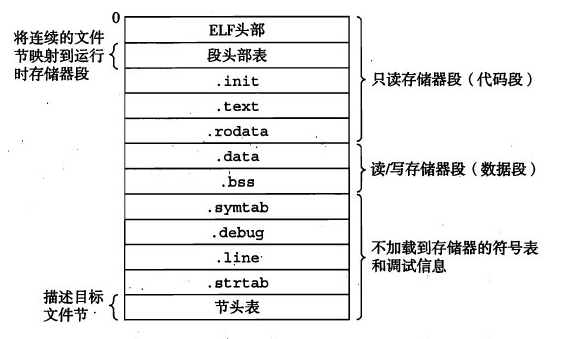 0
ELF头部
将连续的文件
节映射到运行
时存储器段
段头部表
.init
.text
.rodata
只读存储器段（代码段）
.data
.bss
读/写存储器段（数据段）
.symtab
.debug
.line
.strtab
不加载到存储器的符号表
和调试信息
描述目标
文件节
节头表